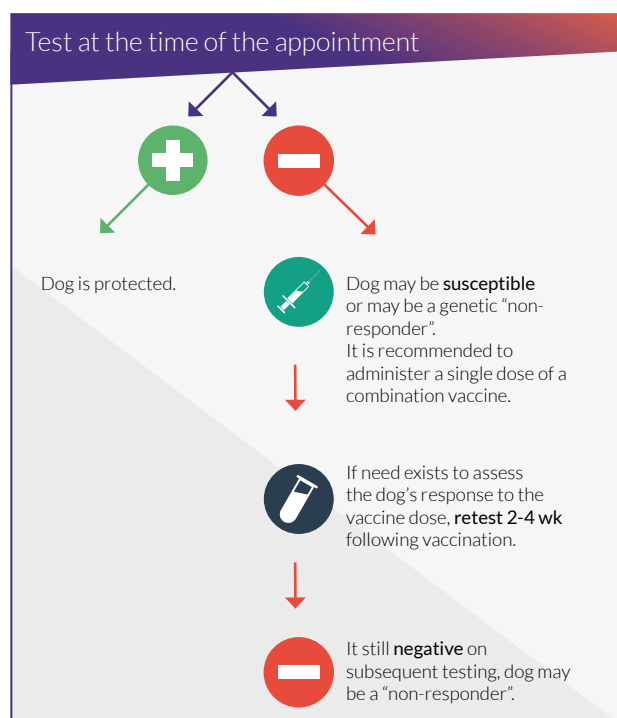 Test at the time of the appointment
Dog is protected.
Dog may be susceptible
or may be a genetic “non-
responder”.
It is recommended to
administer a single dose of a
combination vaccine.
If need exists to assess
the dog’s response to the
vaccine dose, retest 2-4 wk
following vaccination.
It still negative on
subsequent testing, dog may
be a “non-responder”.